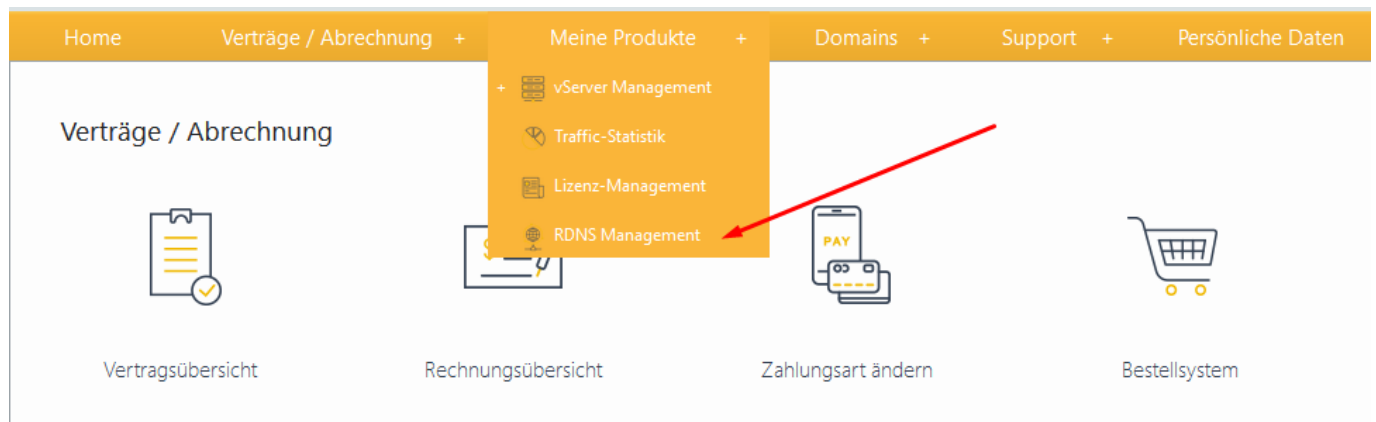 Home Verträge / Abrechnung + Meine Produkte + Domains + Support + Persönliche Daten
+ vServer Management
Traffic-Statistik
Lizenz-Management
RDNS Management
Verträge / Abrechnung
$
PAY
Vertragsübersicht Rechnungsübersicht Zahlungsart ändern Bestellsystem